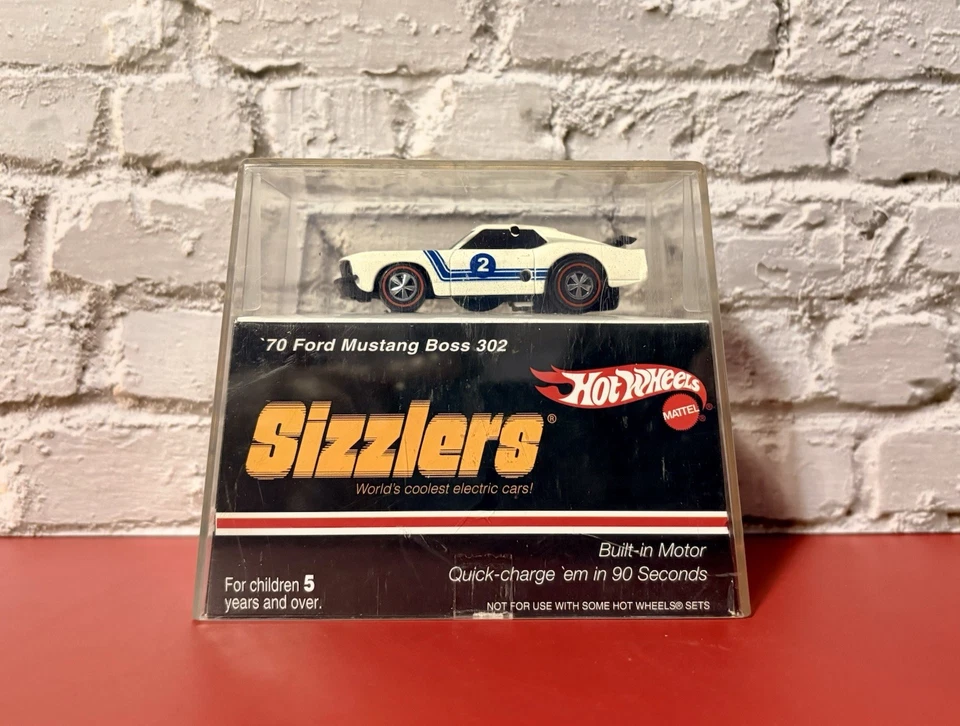 2
`70 Ford Mustang Boss 302
HOT WHEELS
MATTEL®
®
Sizzlers®
World's coolest electric cars!
Built-in Motor
Quick-charge `em in 90 Seconds
For children 5
years and over.
NOT FOR USE WITH SOME HOT WHEELS® SETS